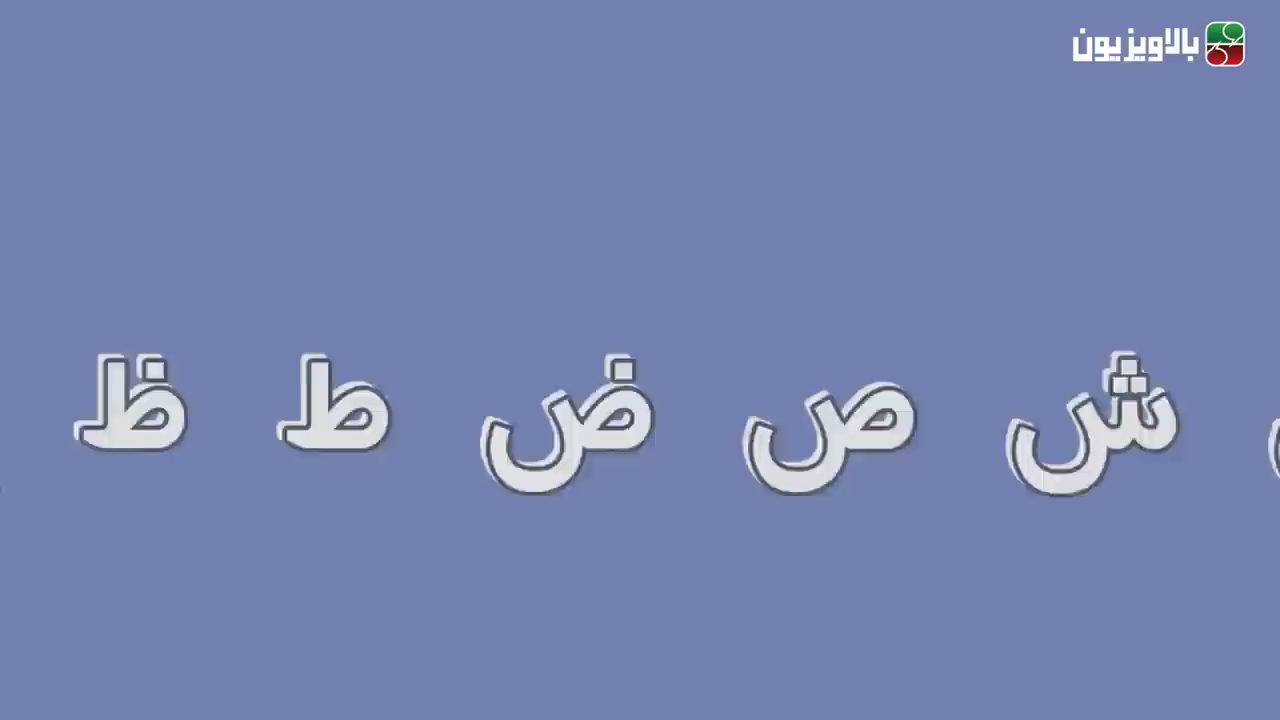 بالاویزیون
ش ص ض ط ظ